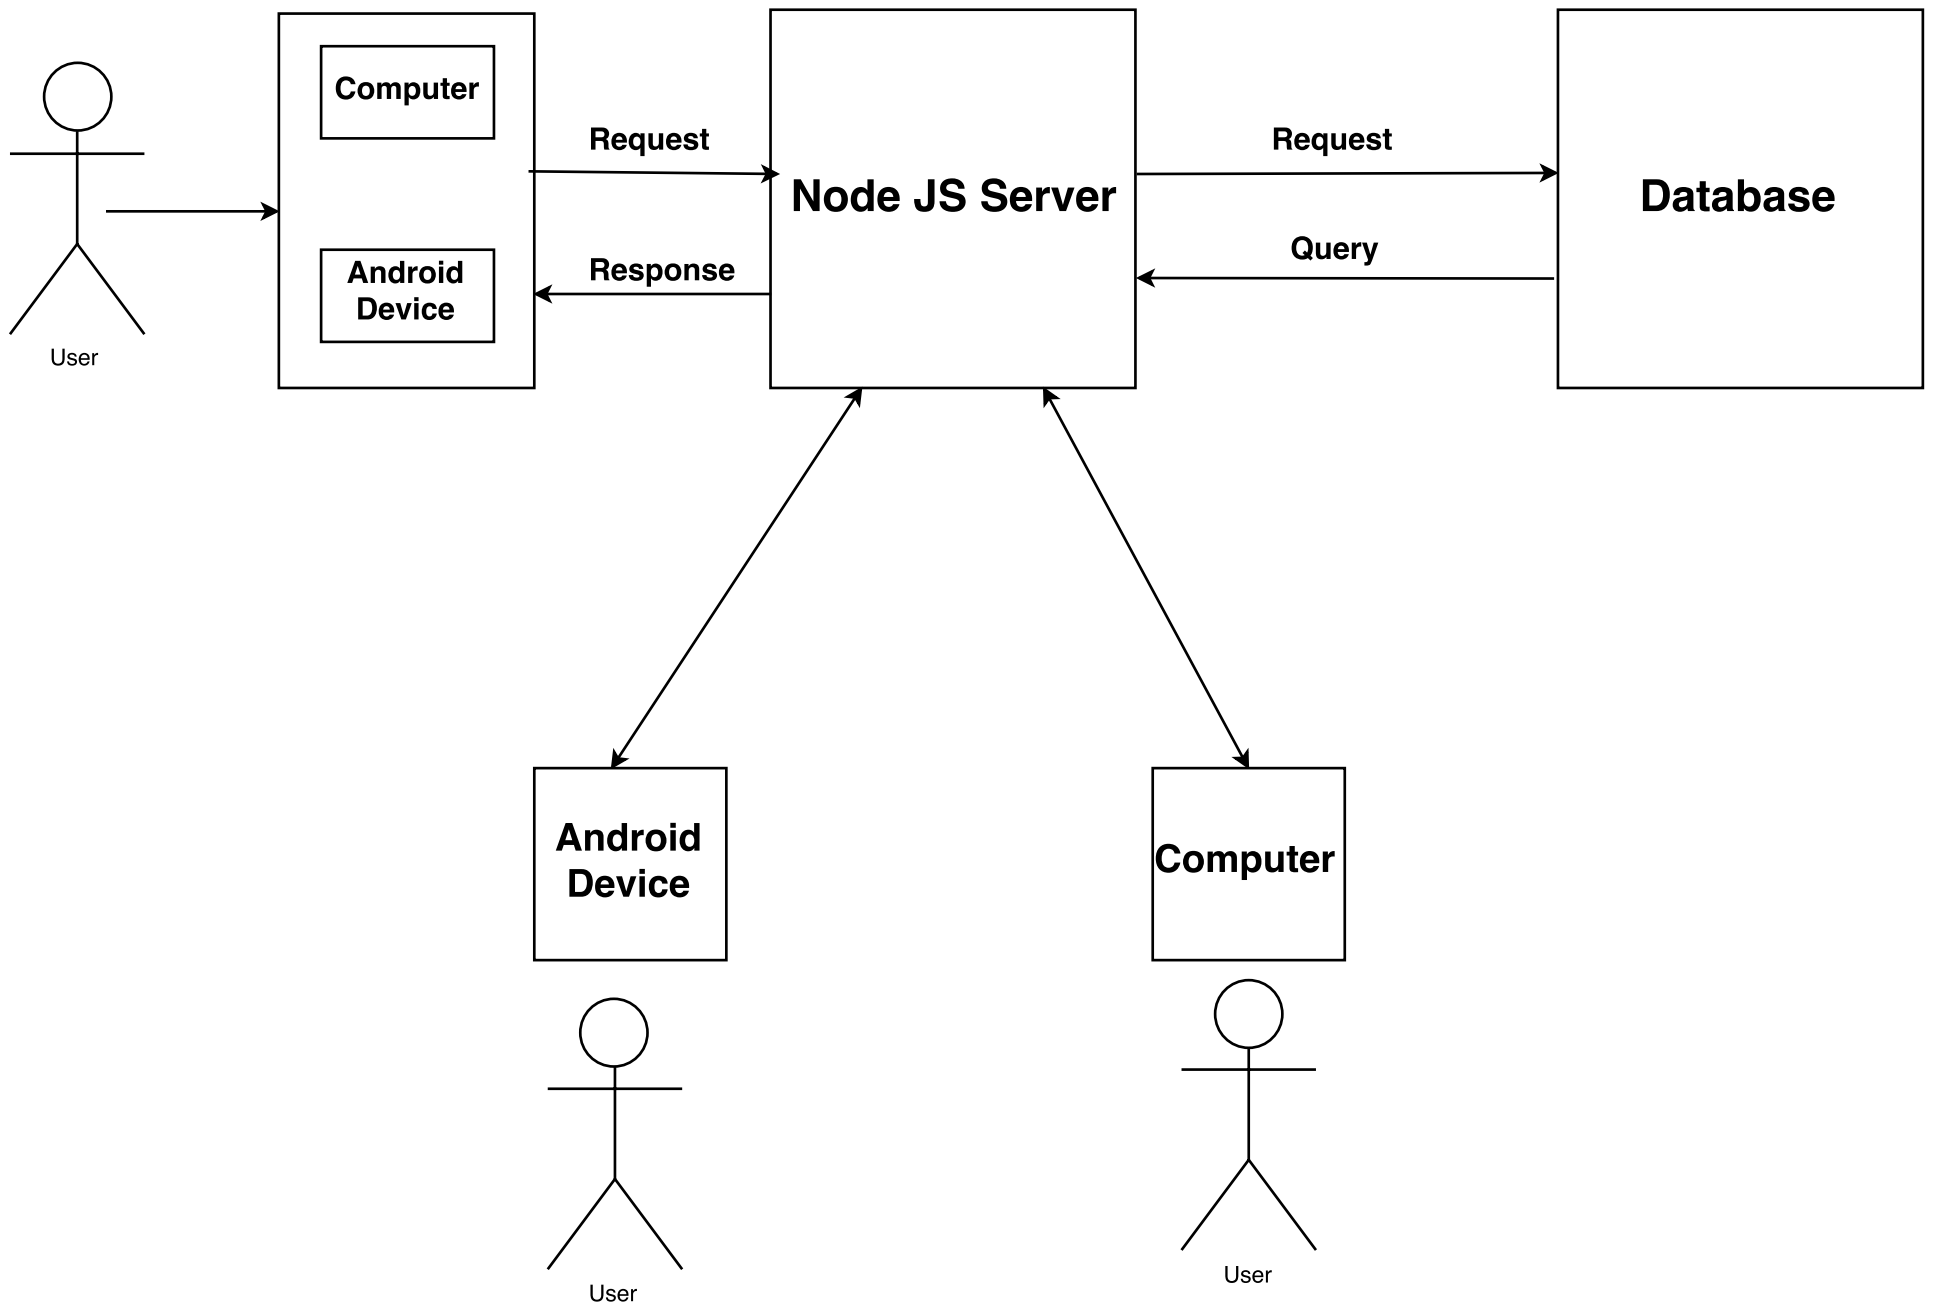 Computer
Request
Request
Node JS Server
Database
Query
Android
Device
Response
User
Android
Device
Computer
User
User